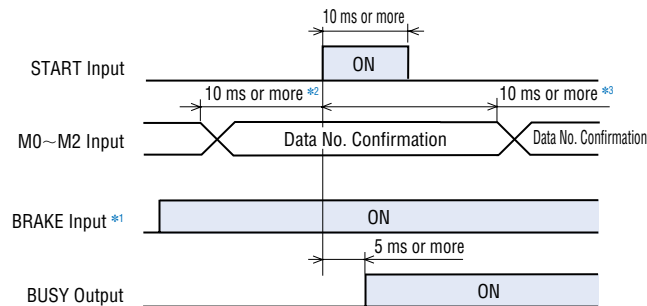 10 ms or more
START Input
ON
10 ms or more *2
10 ms or more *3
M0~M2 Input
Data No. Confirmation
Data No. Confirmation
BRAKE Input *1
ON
5 ms or more
BUSY Output
ON